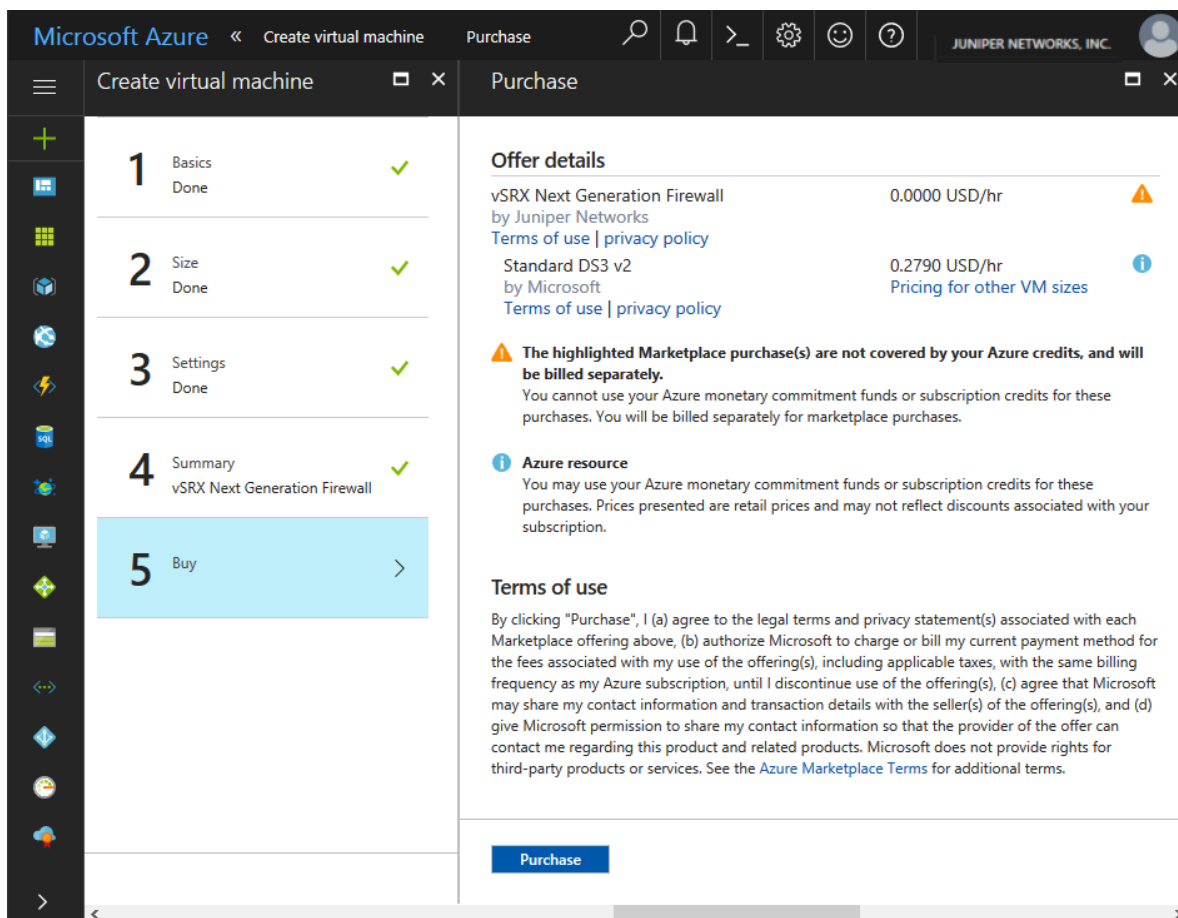 Microsoft Azure « Create virtual machine Purchase >_ ? JUNIPER NETWORKS, INC.
Create virtual machine
Purchase
1 Basics
Done
2 Size
Done
3 Settings
Done
4 Summary
vSRX Next Generation Firewall
5 Buy
Offer details
vSRX Next Generation Firewall 0.0000 USD/hr
by Juniper Networks
Terms of use | privacy policy
Standard DS3 v2 0.2790 USD/hr
by Microsoft Pricing for other VM sizes
Terms of use | privacy policy
The highlighted Marketplace purchase(s) are not covered by your Azure credits, and will
be billed separately.
You cannot use your Azure monetary commitment funds or subscription credits for these
purchases. You will be billed separately for marketplace purchases.
Azure resource
You may use your Azure monetary commitment funds or subscription credits for these
purchases. Prices presented are retail prices and may not reflect discounts associated with your
subscription.
Terms of use
By clicking "Purchase", I (a) agree to the legal terms and privacy statement(s) associated with each
Marketplace offering above, (b) authorize Microsoft to charge or bill my current payment method for
the fees associated with my use of the offering(s), including applicable taxes, with the same billing
frequency as my Azure subscription, until I discontinue use of the offering(s), (c) agree that Microsoft
may share my contact information and transaction details with the seller(s) of the offering(s), and (d)
give Microsoft permission to share my contact information so that the provider of the offer can
contact me regarding this product and related products. Microsoft does not provide rights for
third-party products or services. See the Azure Marketplace Terms for additional terms.
Purchase
SQL